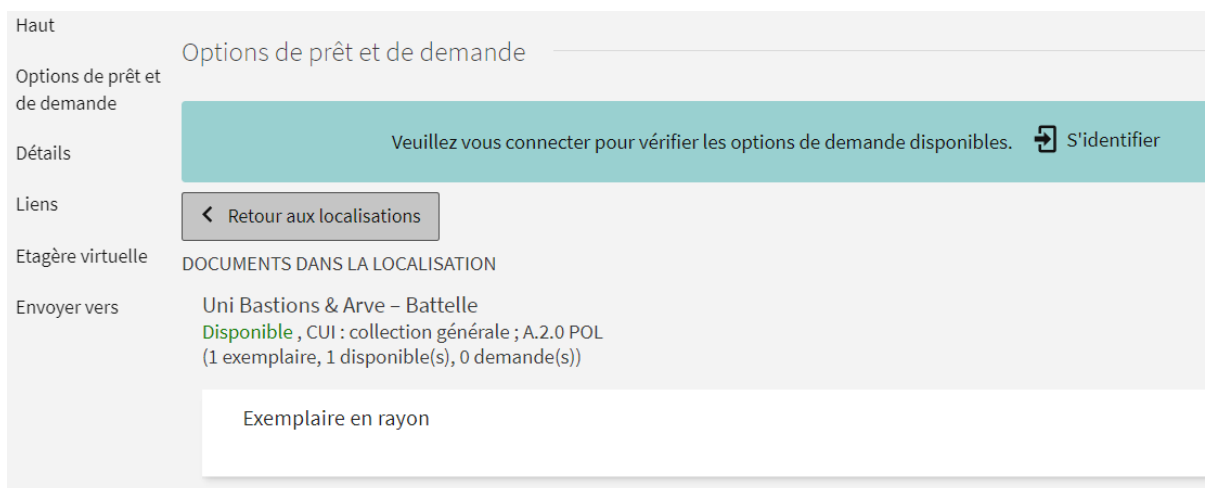 Haut
Options de prêt et
de demande
Détails
Liens
Etagère virtuelle
Envoyer vers
Options de prêt et de demande
Veuillez vous connecter pour vérifier les options de demande disponibles. S'identifier
Retour aux localisations
DOCUMENTS DANS LA LOCALISATION
Uni Bastions & Arve – Battelle
Disponible , CUI : collection générale ; A.2.0 POL
(1 exemplaire, 1 disponible(s), 0 demande(s))
Exemplaire en rayon